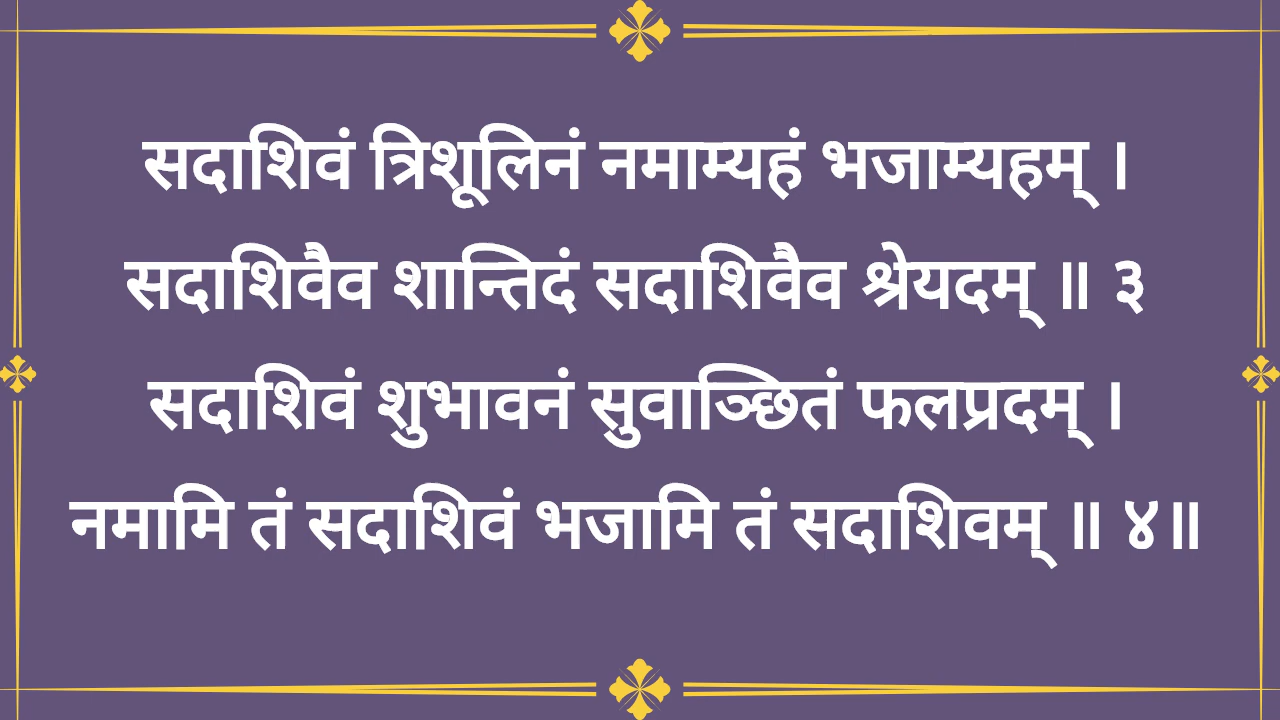 सदाशिवं त्रिशूलिनं नमाम्यहं भजाम्यहम् ।
सदाशिवैव शान्तिदं सदाशिवैव श्रेयदम् ॥ ३
सदाशिवं शुभावनं सुवाञ्छितं फलप्रदम् ।
नमामि तं सदाशिवं भजामि तं सदाशिवम् ॥ ४॥